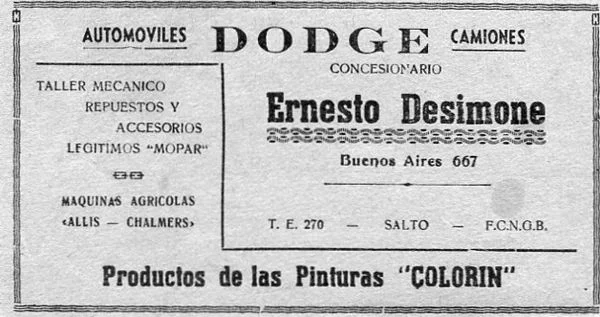 AUTOMOVILES DODGE CAMIONES
CONCESIONARIO
TALLER MECANICO
REPUESTOS Y
ACCESORIOS
LEGITIMOS "MOPAR"
MAQUINAS AGRICOLAS
«ALLIS — CHALMERS»
Ernesto Desimone
Buenos Aires 667
T. E. 270 — SALTO — F.C.N.G.B.
Productos de las Pinturas "COLORIN"